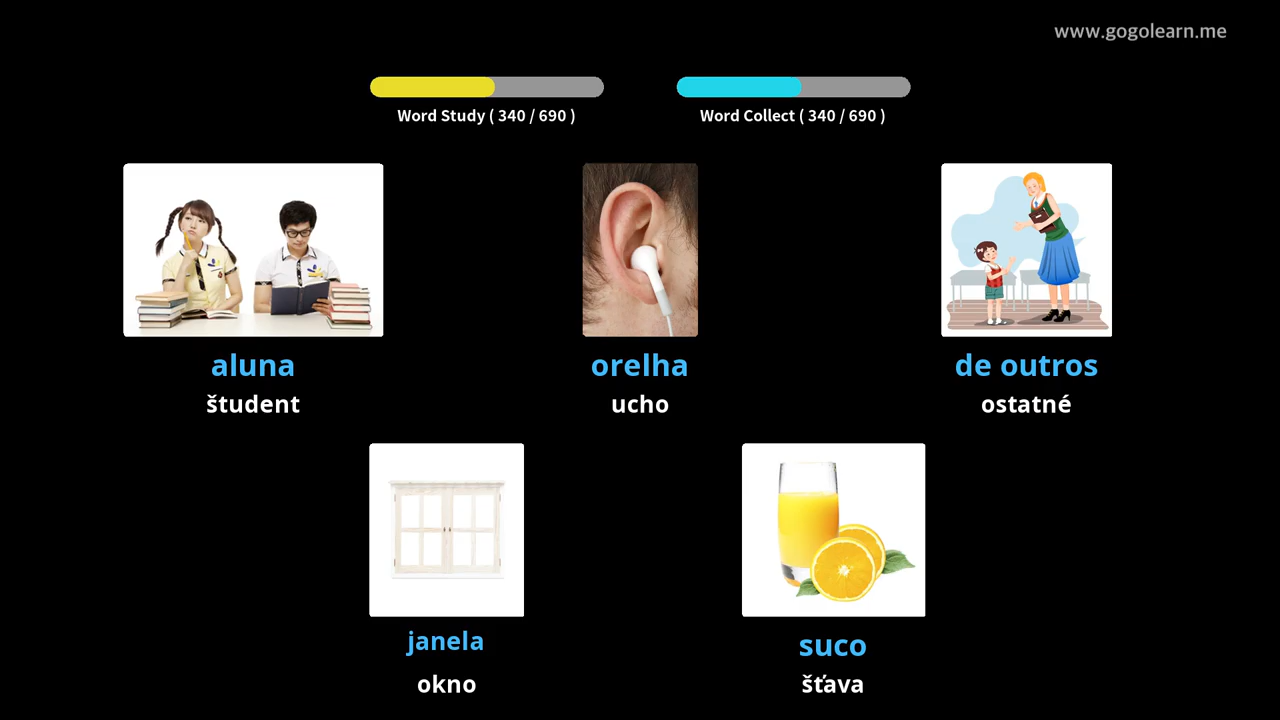 www.gogolearn.me
Word Study ( 340 / 690 )
Word Collect ( 340 / 690 )
aluna
študent
orelha
ucho
de outros
ostatné
janela
okno
suco
šťava